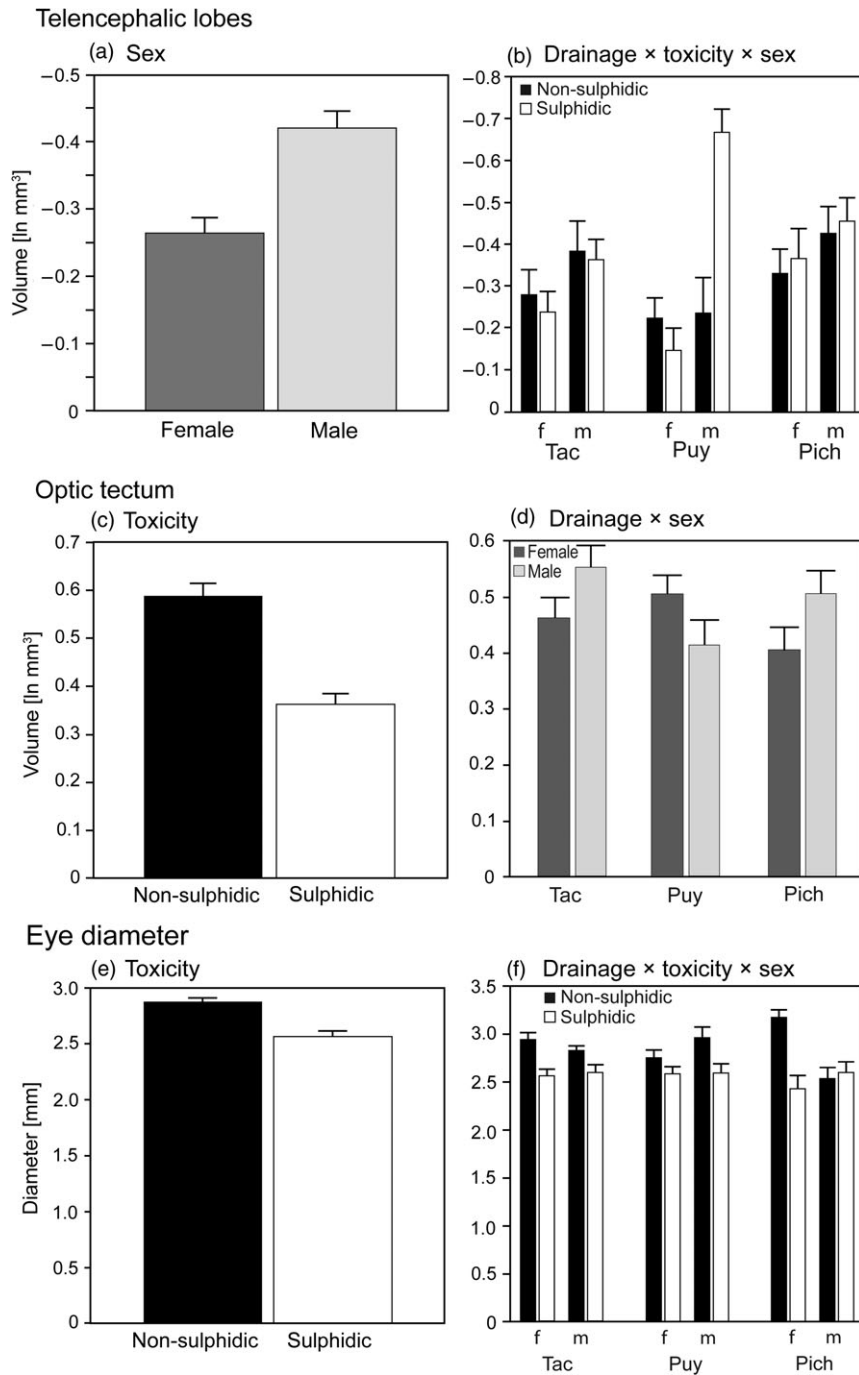 Telencephalic lobes
(a) Sex
(b) Drainage × toxicity × sex
Volume [ln mm³]
–0.5
–0.4
–0.3
–0.2
–0.1
0
Female Male
–0.8
–0.7
–0.6
–0.5
–0.4
–0.3
–0.2
–0.1
0
Non-sulphidic
Sulphidic
f m f m f m
Tac Puy Pich
Optic tectum
(c) Toxicity
(d) Drainage × sex
Volume [ln mm³]
0.7
0.6
0.5
0.4
0.3
0.2
0.1
0
Non-sulphidic Sulphidic
0.6
0.5
0.4
0.3
0.2
0.1
0
Female
Male
Tac Puy Pich
Eye diameter
(e) Toxicity
(f) Drainage × toxicity × sex
Diameter [mm]
3.0
2.5
2.0
1.5
1.0
0.5
0
Non-sulphidic Sulphidic
3.5
3.0
2.5
2.0
1.5
1.0
0.5
0
Non-sulphidic
Sulphidic
f m f m f m
Tac Puy Pich